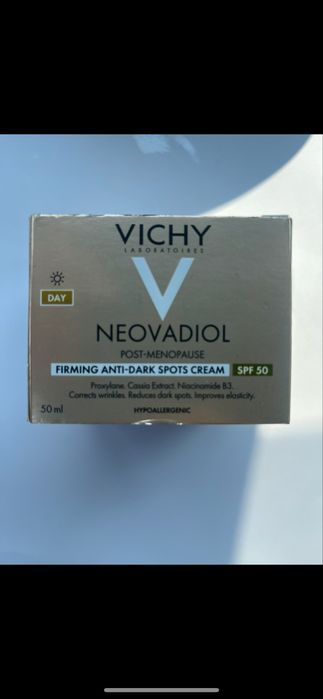 VICHY
LABORATOIRES
DAY
NEOVADIOL
POST-MENOPAUSE
FIRMING ANTI-DARK SPOTS CREAM SPF 50
Proxylane. Cassia Extract. Niacinamide B3.
Corrects wrinkles. Reduces dark spots. Improves elasticity.
50 ml HYPOALLERGENIC